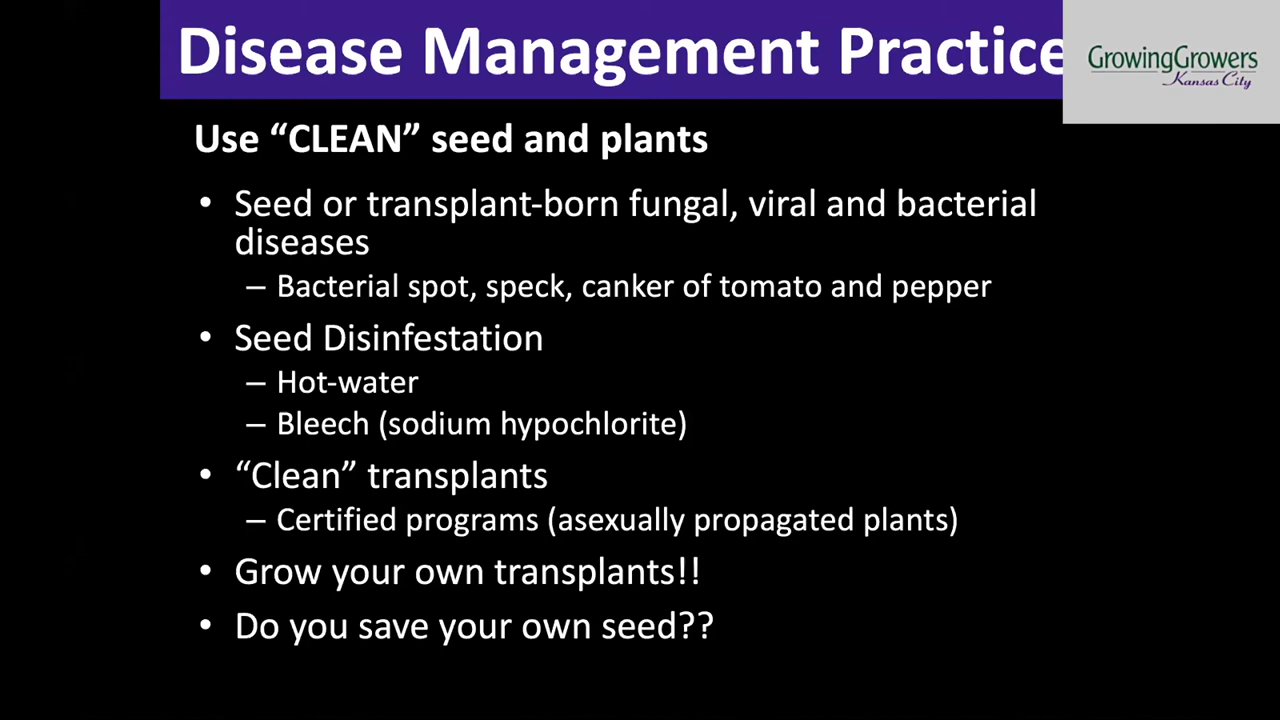 Disease Management Practice
GrowingGrowers
Kansas City
Use “CLEAN” seed and plants
• Seed or transplant-born fungal, viral and bacterial
diseases
– Bacterial spot, speck, canker of tomato and pepper
• Seed Disinfestation
– Hot-water
– Bleech (sodium hypochlorite)
• “Clean” transplants
– Certified programs (asexually propagated plants)
• Grow your own transplants!!
• Do you save your own seed??